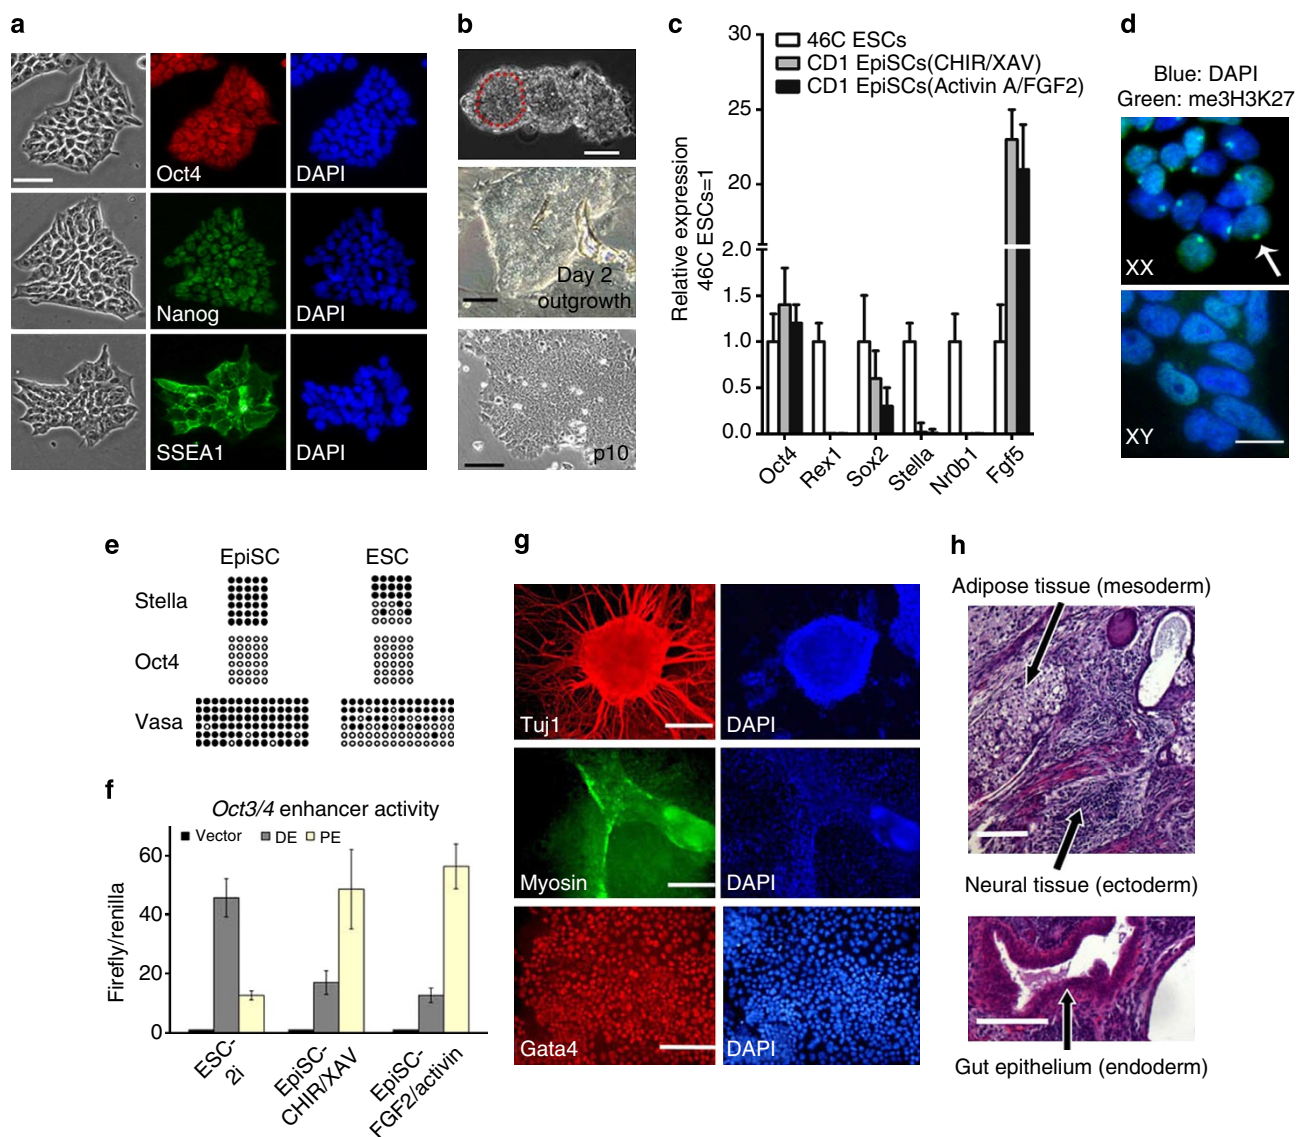 a
Oct4
DAPI
Nanog
DAPI
SSEA1
DAPI
b
Day 2
outgrowth
p10
c
46C ESCs
CD1 EpiSCs(CHIR/XAV)
CD1 EpiSCs(Activin A/FGF2)
Relative expression
46C ESCs=1
30
25
20
2.0
1.5
1.0
0.5
0.0
Oct4
Rex1
Sox2
Stella
Nr0b1
Fgf5
d
Blue: DAPI
Green: me3H3K27
XX
XY
e
EpiSC
ESC
Stella
Oct4
Vasa
f
Oct3/4 enhancer activity
Vector
DE
PE
Firefly/renilla
60
40
20
0
ESC-
2i
EpiSC-
CHIR/XAV
EpiSC-
FGF2/activin
g
Tuj1
DAPI
Myosin
DAPI
Gata4
DAPI
h
Adipose tissue (mesoderm)
Neural tissue (ectoderm)
Gut epithelium (endoderm)